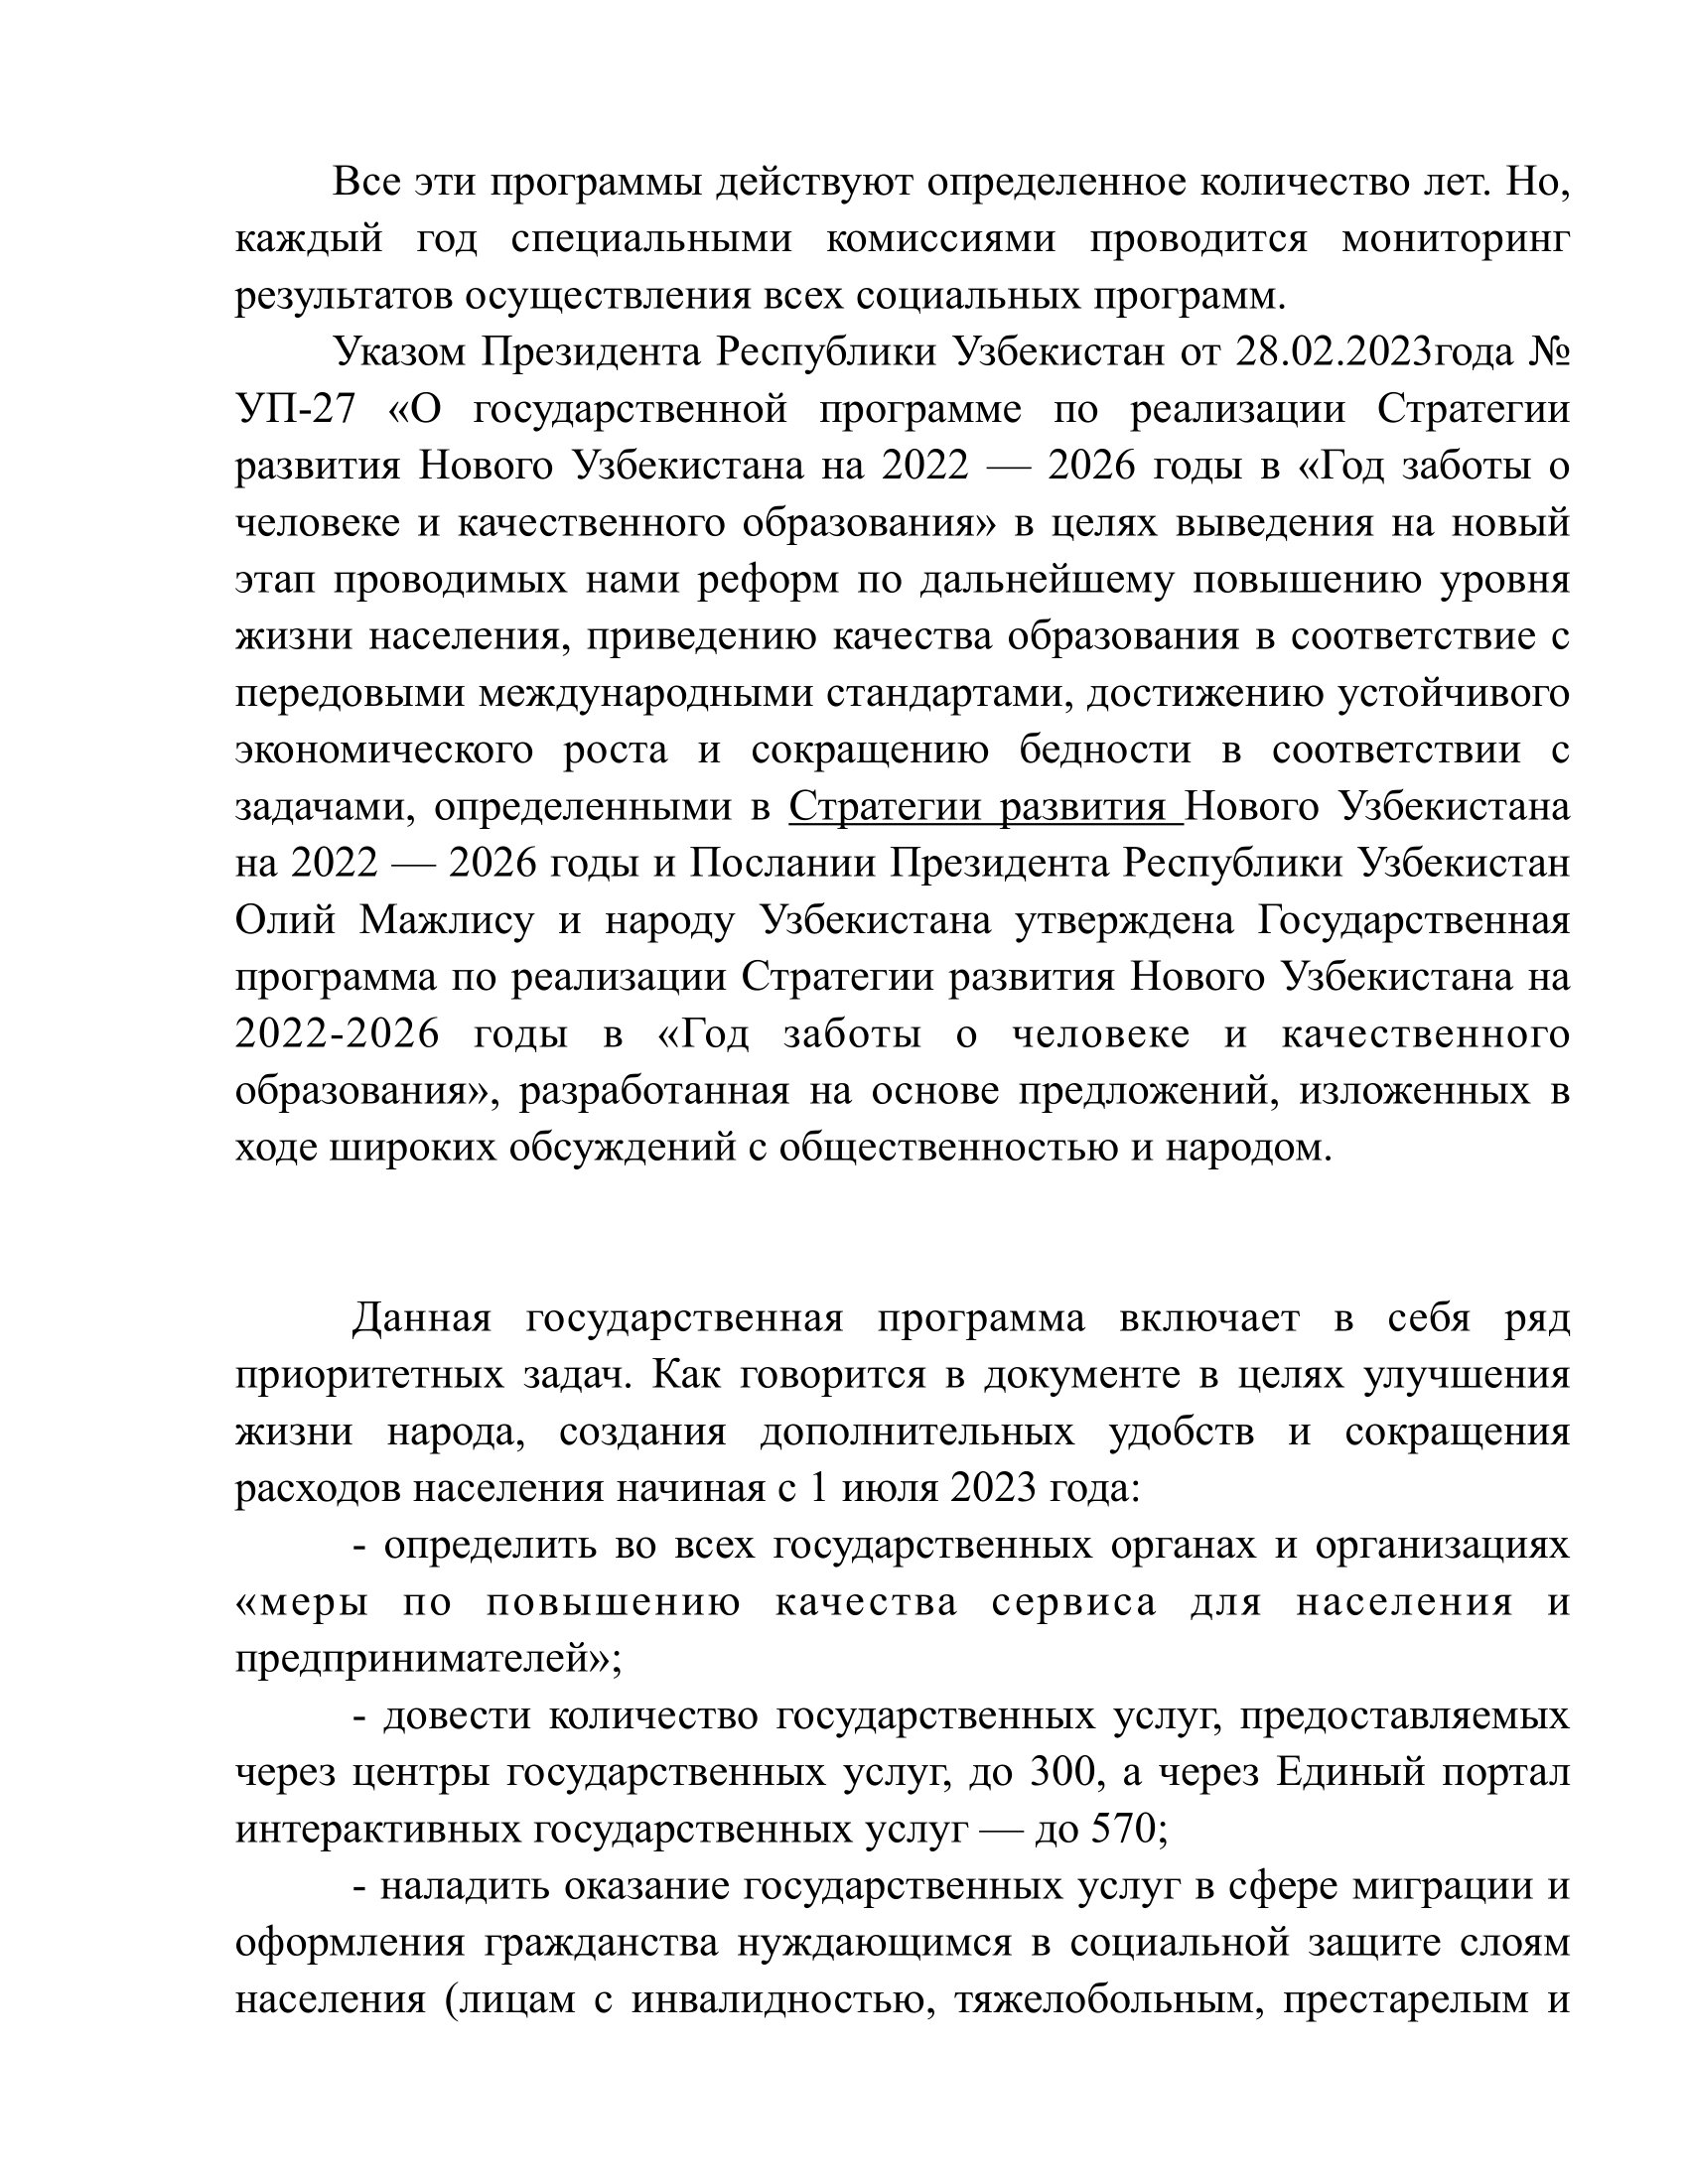 Все эти программы действуют определенное количество лет. Но,
каждый год специальными комиссиями проводится мониторинг
результатов осуществления всех социальных программ.
Указом Президента Республики Узбекистан от 28.02.2023года №
УП-27 «О государственной программе по реализации Стратегии
развития Нового Узбекистана на 2022 — 2026 годы в «Год заботы о
человеке и качественного образования» в целях выведения на новый
этап проводимых нами реформ по дальнейшему повышению уровня
жизни населения, приведению качества образования в соответствие с
передовыми международными стандартами, достижению устойчивого
экономического роста и сокращению бедности в соответствии с
задачами, определенными в Стратегии развития Нового Узбекистана
на 2022 — 2026 годы и Послании Президента Республики Узбекистан
Олий Мажлису и народу Узбекистана утверждена Государственная
программа по реализации Стратегии развития Нового Узбекистана на
2022-2026 годы в «Год заботы о человеке и качественного
образования», разработанная на основе предложений, изложенных в
ходе широких обсуждений с общественностью и народом.
Данная государственная программа включает в себя ряд
приоритетных задач. Как говорится в документе в целях улучшения
жизни народа, создания дополнительных удобств и сокращения
расходов населения начиная с 1 июля 2023 года:
- определить во всех государственных органах и организациях
«меры по повышению качества сервиса для населения и
предпринимателей»;
- довести количество государственных услуг, предоставляемых
через центры государственных услуг, до 300, а через Единый портал
интерактивных государственных услуг — до 570;
- наладить оказание государственных услуг в сфере миграции и
оформления гражданства нуждающимся в социальной защите слоям
населения (лицам с инвалидностью, тяжелобольным, престарелым и